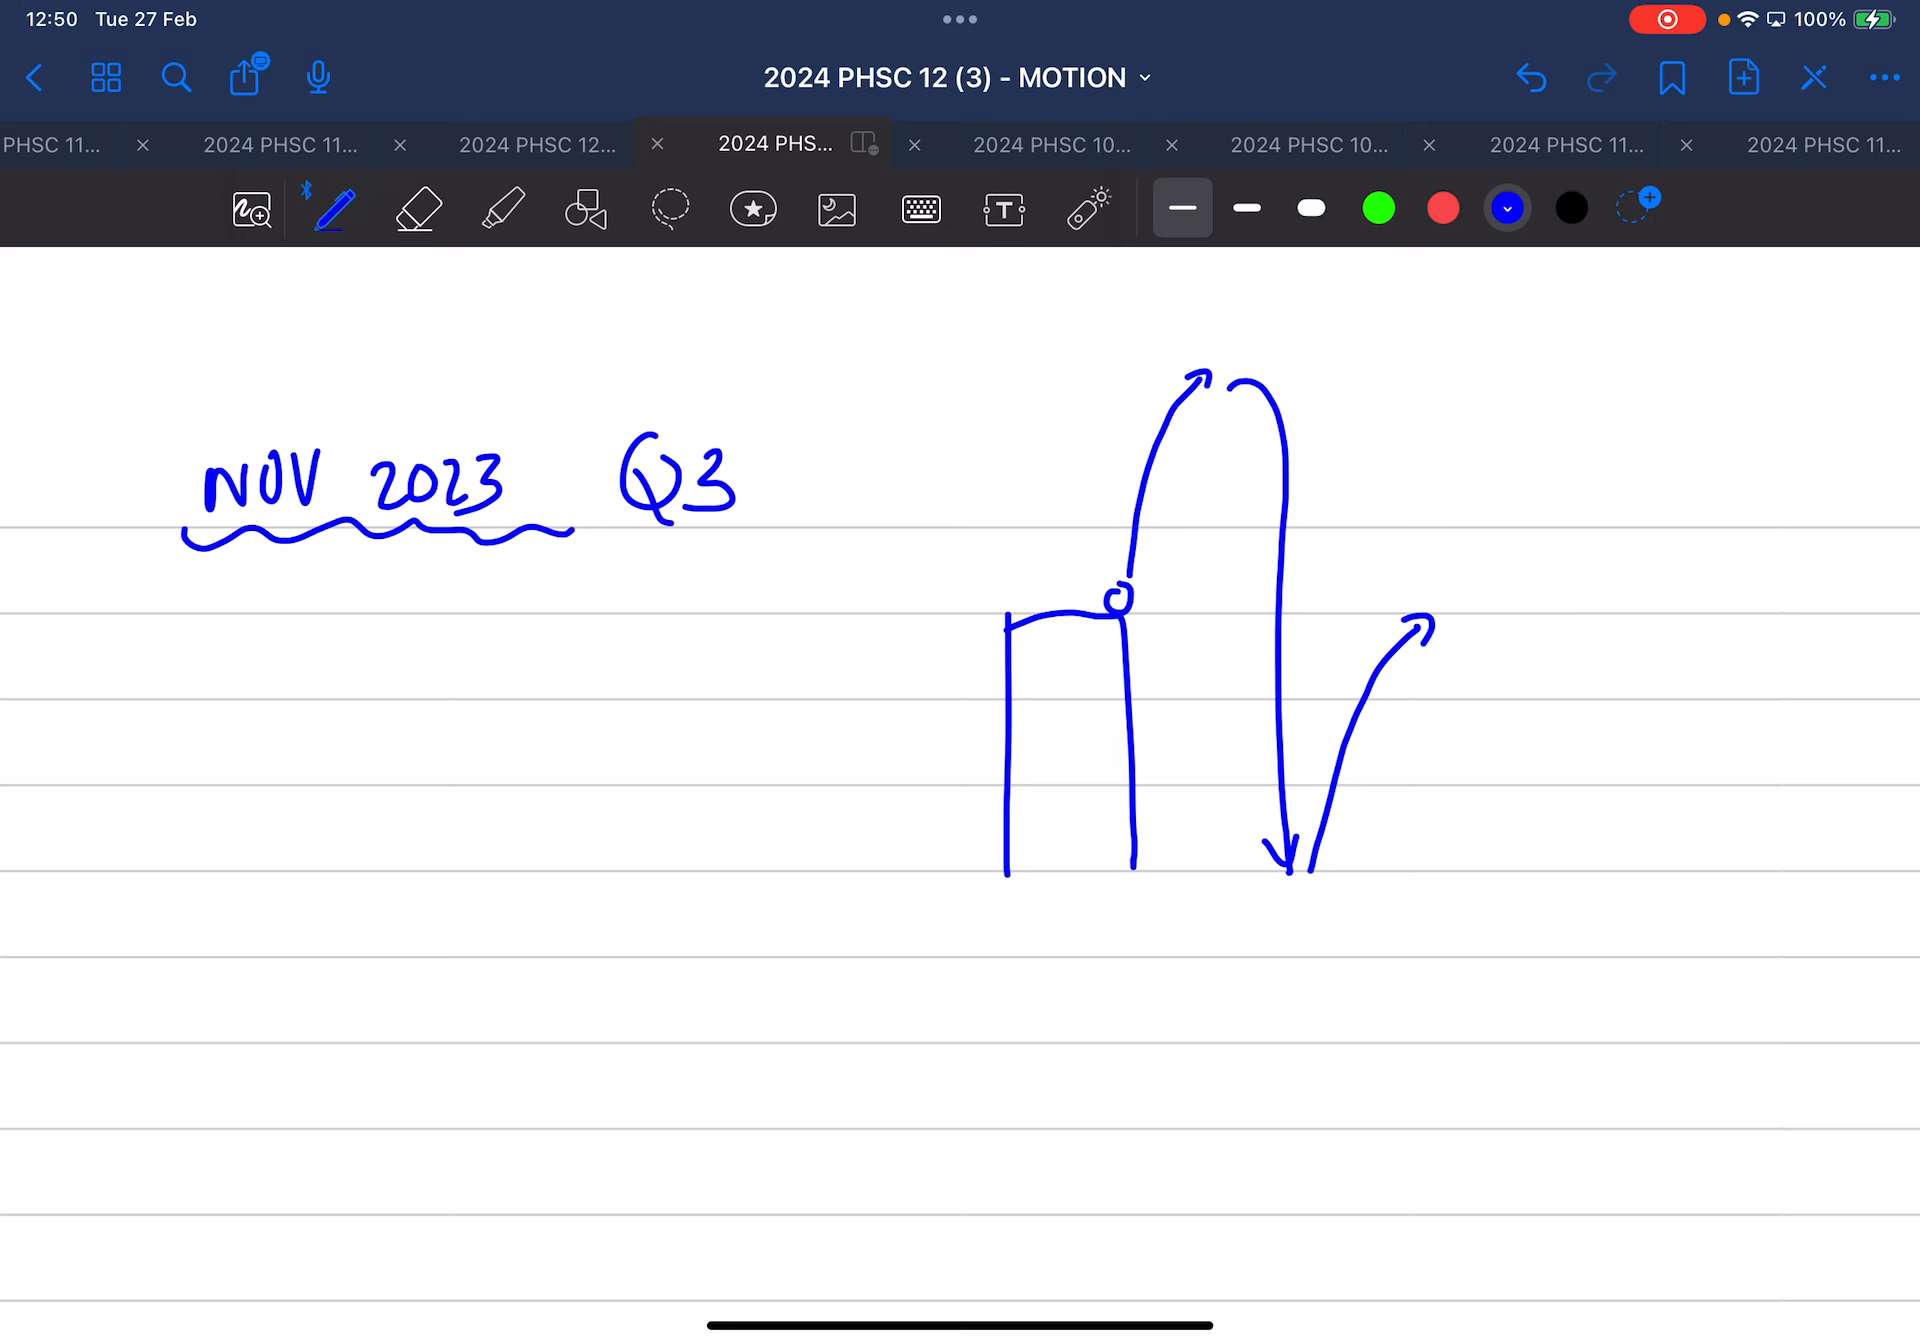 12:50 Tue 27 Feb
100%
2024 PHSC 12 (3) - MOTION
PHSC 11... 2024 PHSC 11... 2024 PHSC 12... 2024 PHS... 2024 PHSC 10... 2024 PHSC 10... 2024 PHSC 11... 2024 PHSC 11...
T
NOV 2023 Q3